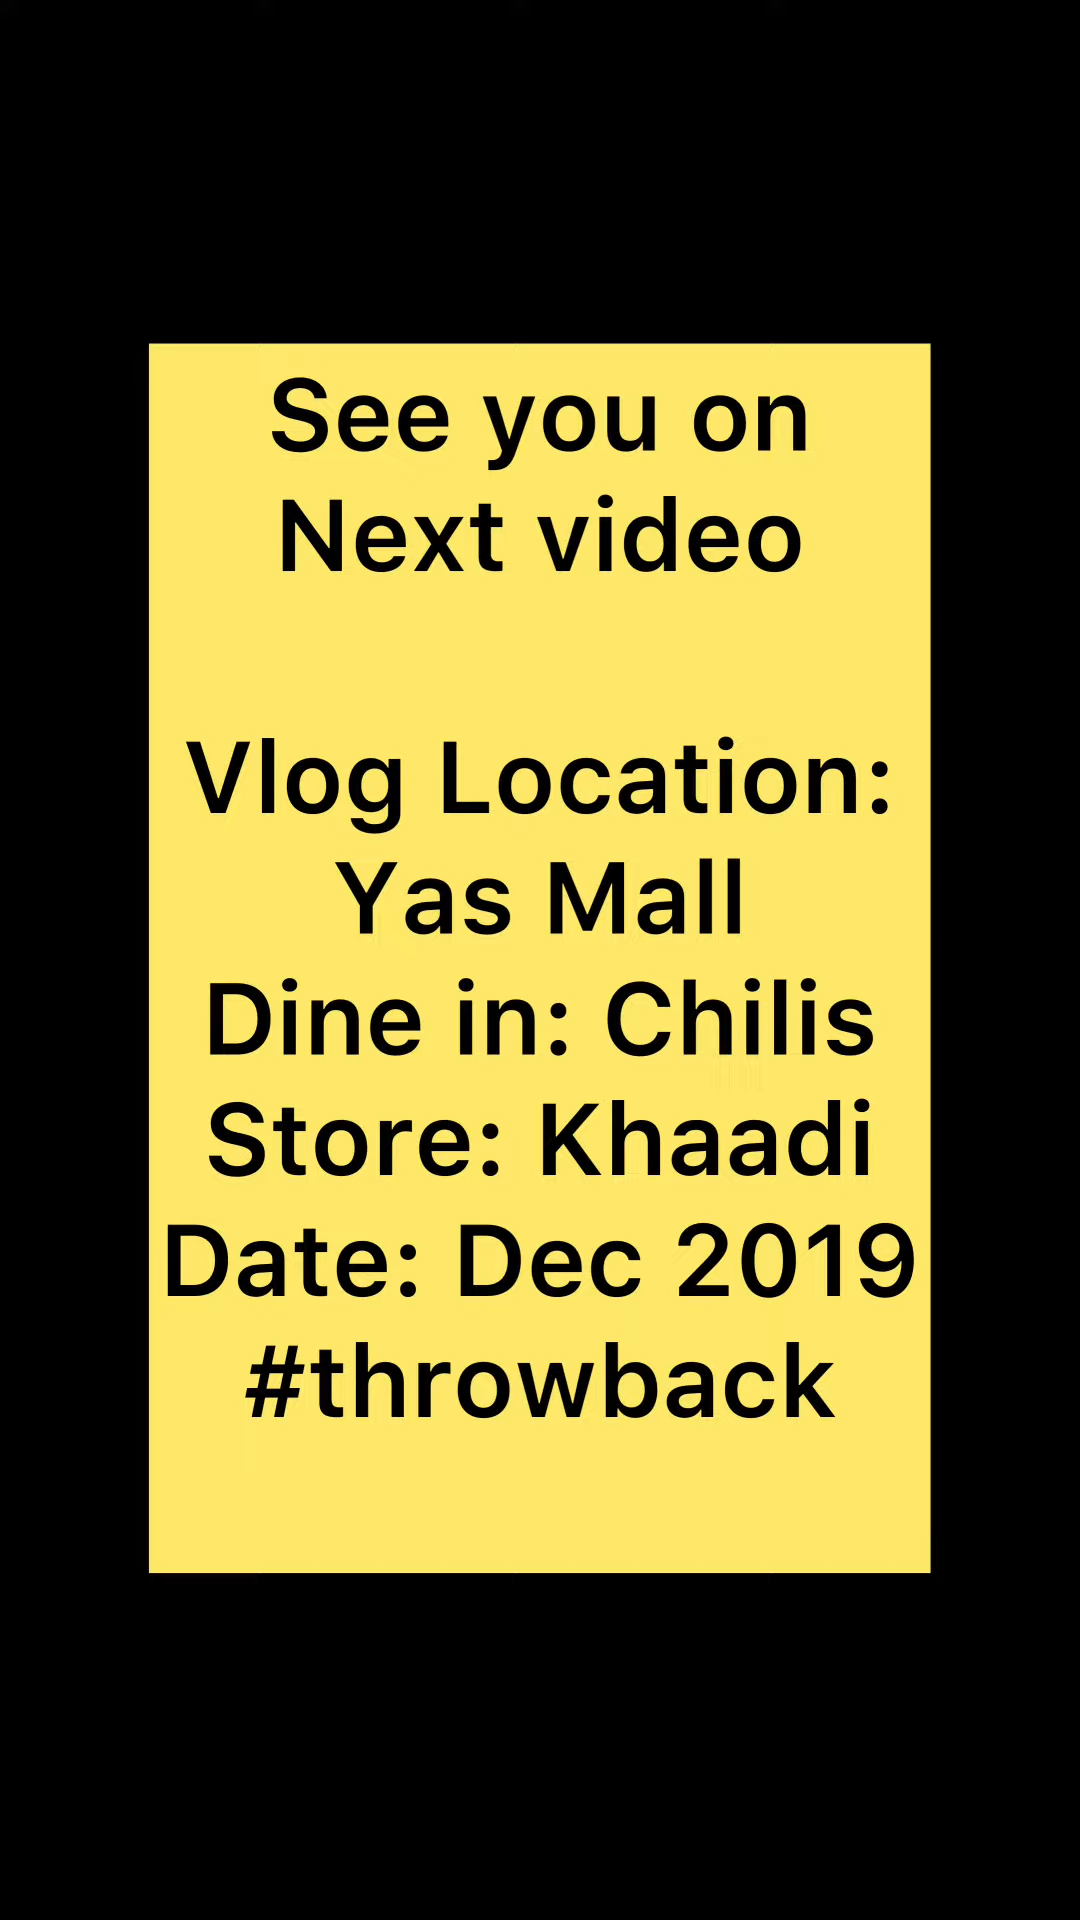 See you on
Next video
Vlog Location:
Yas Mall
Dine in: Chilis
Store: Khaadi
Date: Dec 2019
#throwback